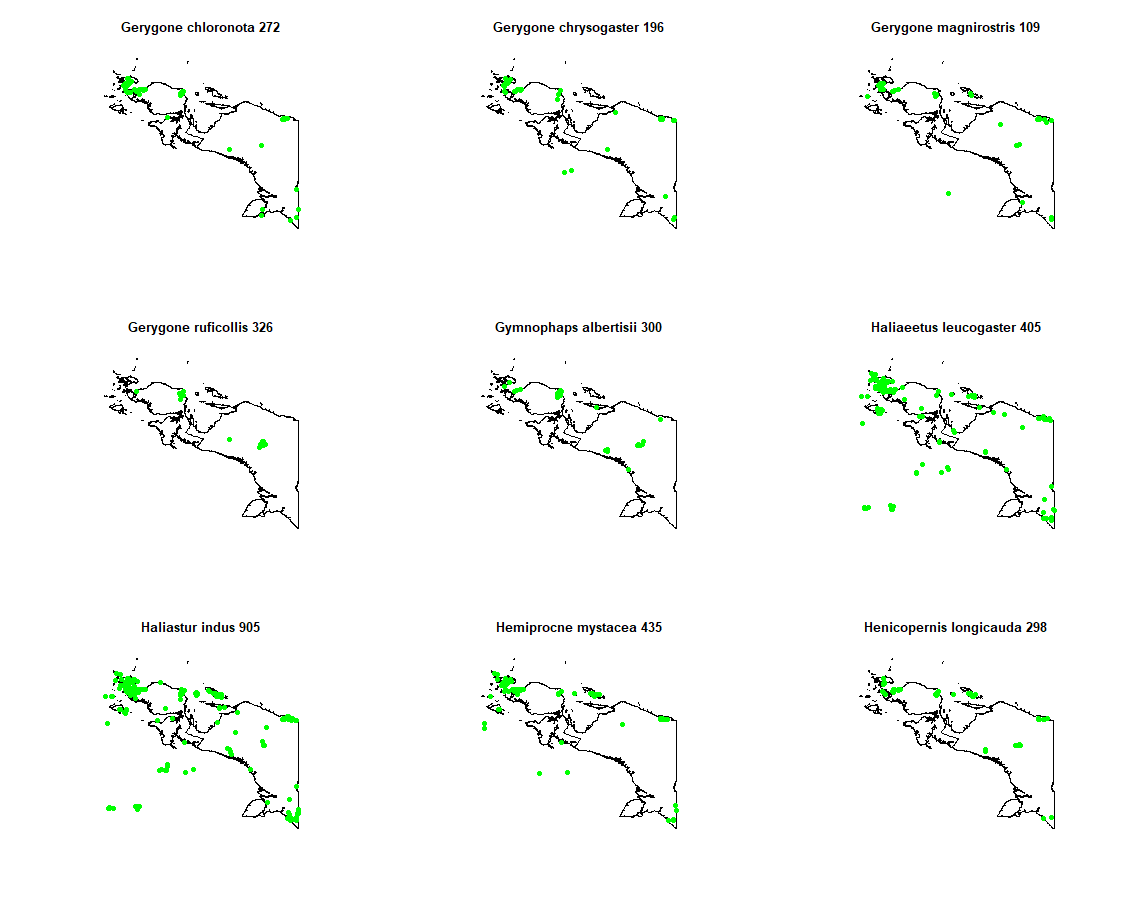 Gerygone chloronota 272
Gerygone chrysogaster 196
Gerygone magnirostris 109
Gerygone ruficollis 326
Gymnophaps albertisii 300
Haliaeetus leucogaster 405
Haliastur indus 905
Hemiprocne mystacea 435
Henicopernis longicauda 298